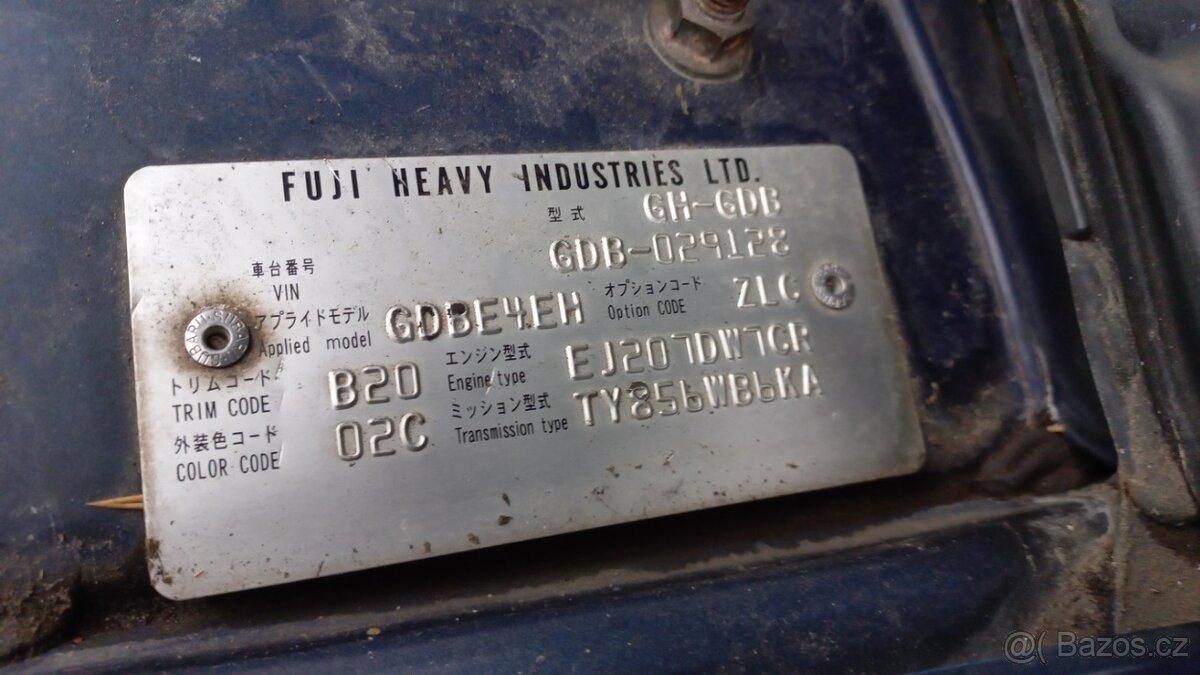 FUJI HEAVY INDUSTRIES LTD.
型式 GH-GDB
車台番号 VIN GDB-029128
アプライドモデル Applied model GDBE4EH オプションコード Option CODE ZLC
トリムコード TRIM CODE B20 エンジン型式 Engine type EJ207DW7CR
外装色コード COLOR CODE 02C ミッション型式 Transmission type TY856WB6KA
SUBARU SUBARU
@( Bazos.cz